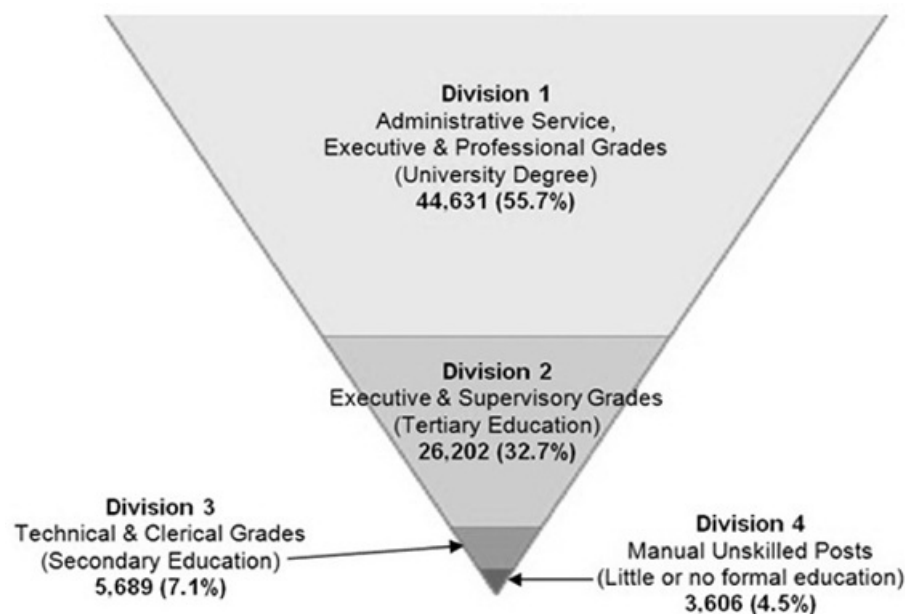 Division 1
Administrative Service,
Executive & Professional Grades
(University Degree)
44,631 (55.7%)
Division 2
Executive & Supervisory Grades
(Tertiary Education)
26,202 (32.7%)
Division 3
Technical & Clerical Grades
(Secondary Education)
5,689 (7.1%)
Division 4
Manual Unskilled Posts
(Little or no formal education)
3,606 (4.5%)